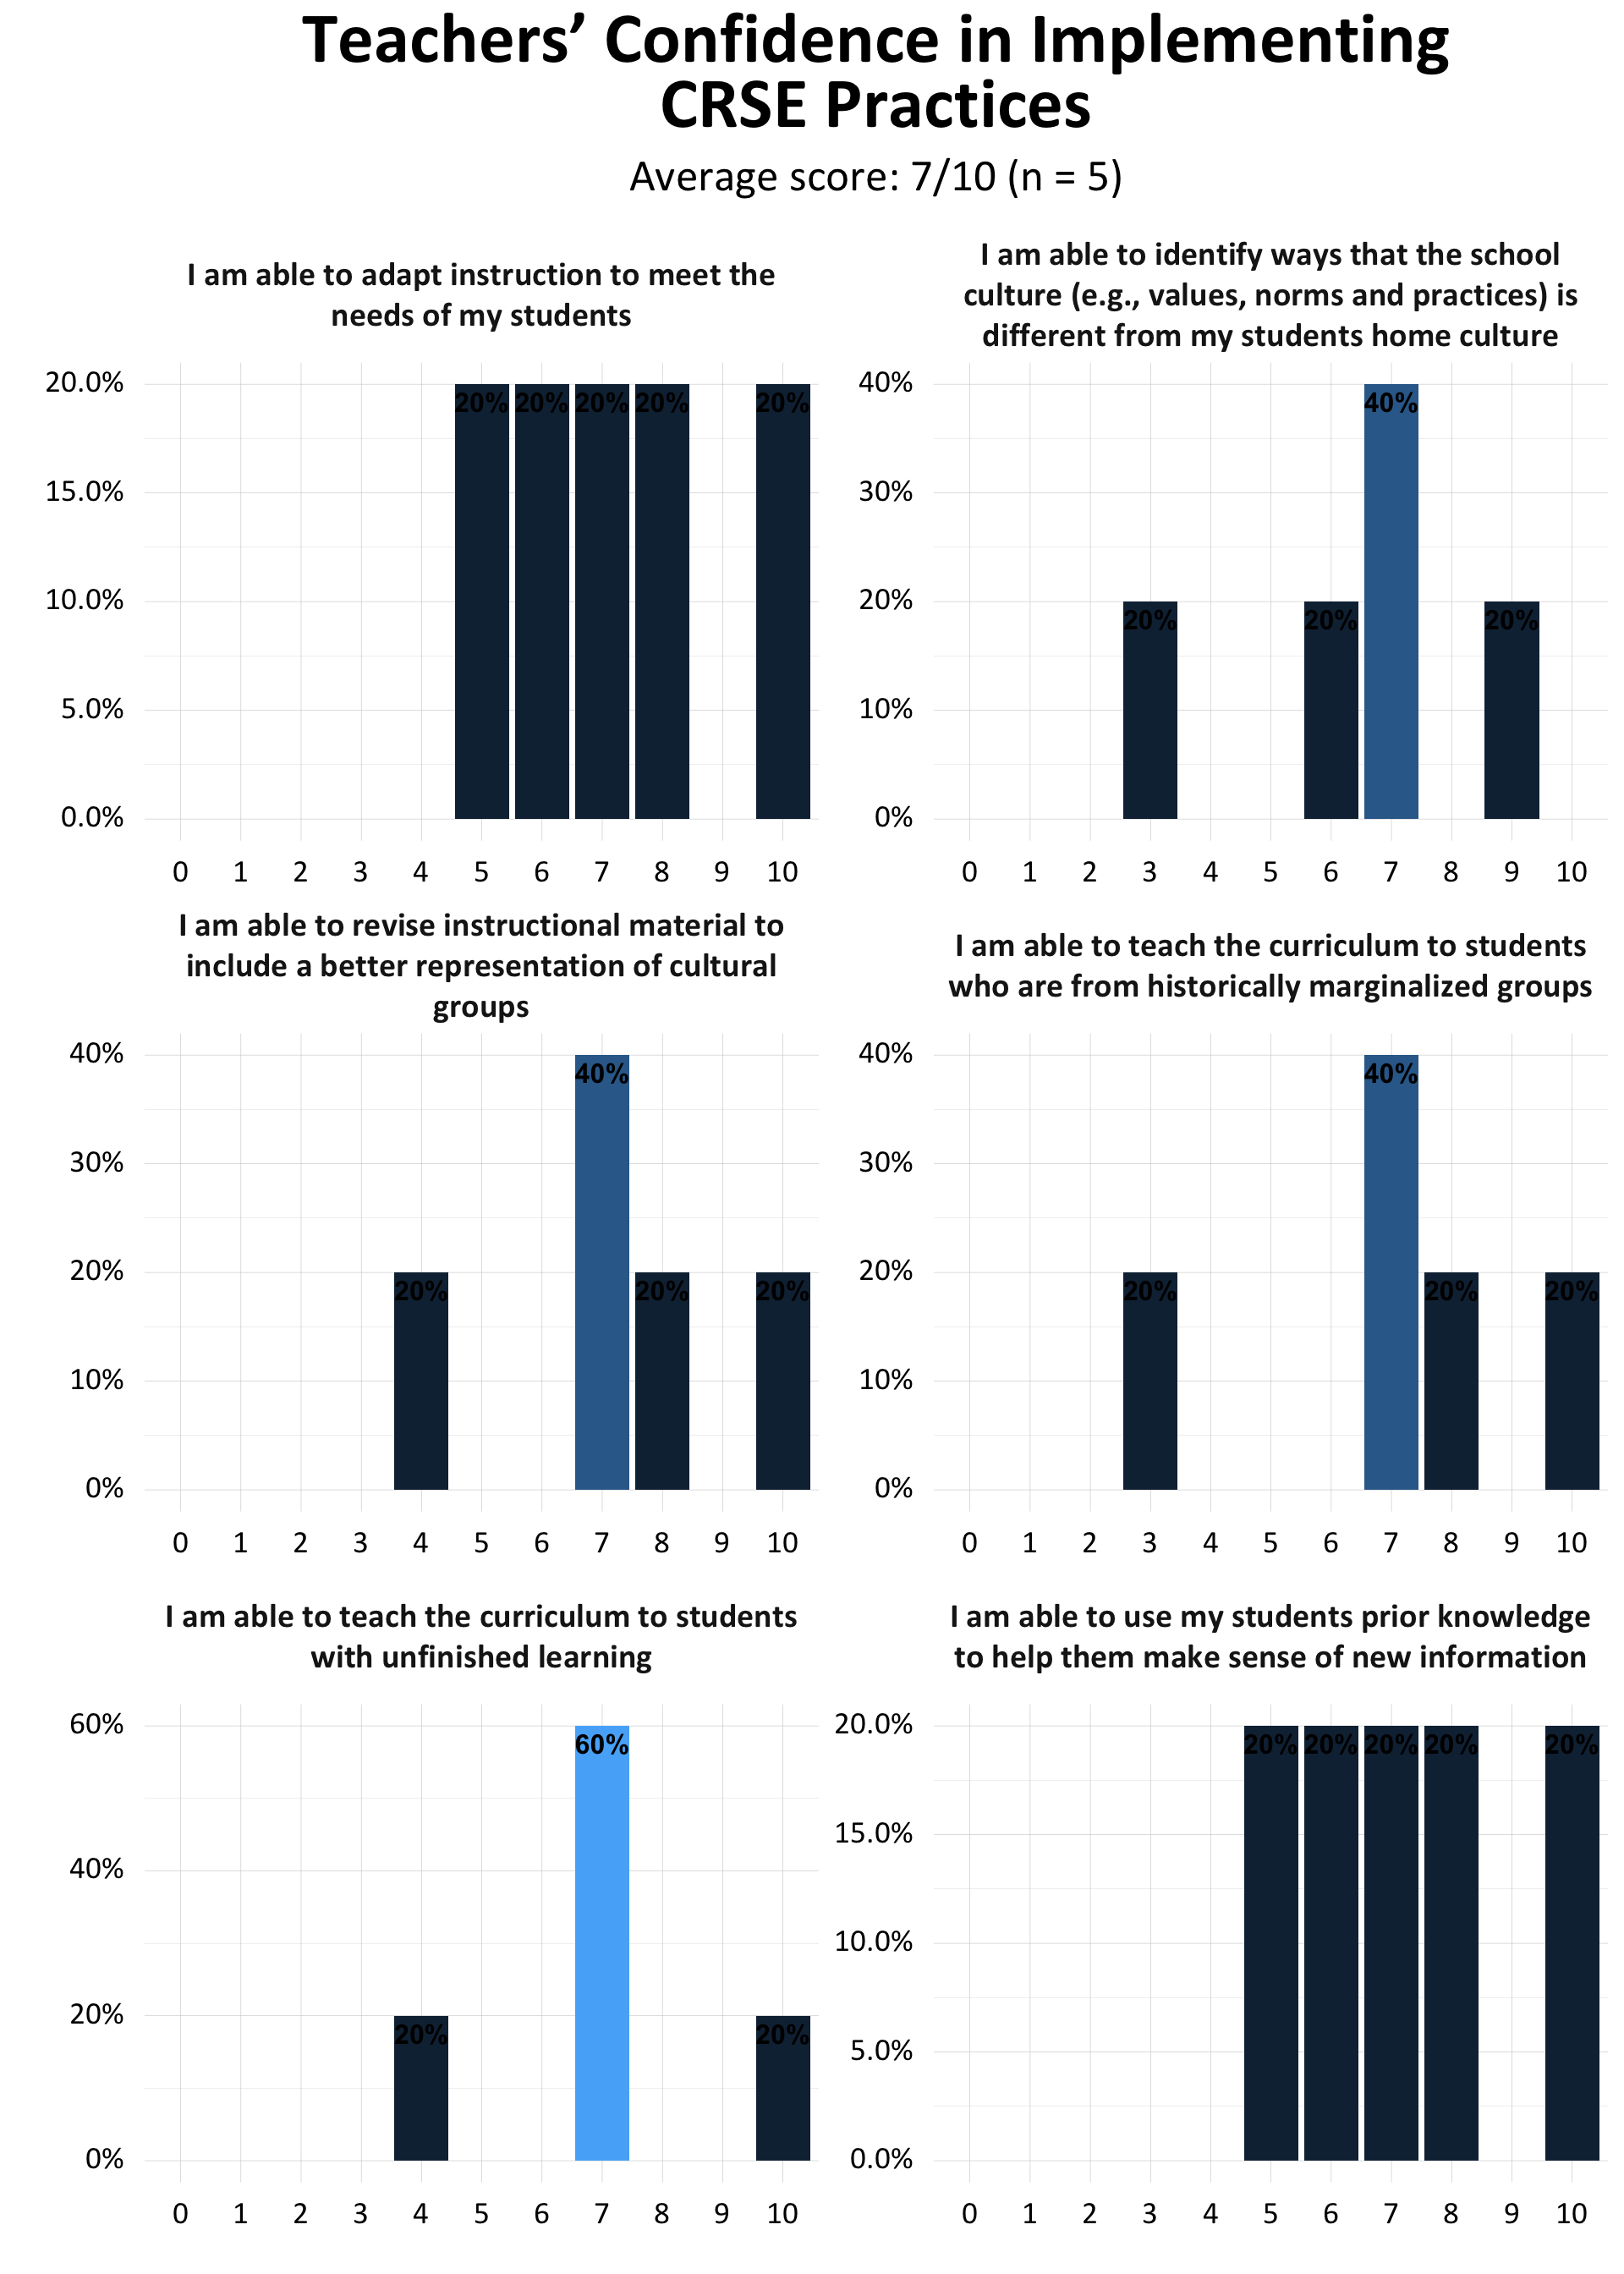 Teachers’ Confidence in Implementing
CRSE Practices
Average score: 7/10 (n = 5)
I am able to adapt instruction to meet the
needs of my students
20.0%
15.0%
10.0%
5.0%
0.0%
20% 20% 20% 20% 20%
0 1 2 3 4 5 6 7 8 9 10
I am able to identify ways that the school
culture (e.g., values, norms and practices) is
different from my students home culture
40%
30%
20%
10%
0%
20% 20% 40% 20%
0 1 2 3 4 5 6 7 8 9 10
I am able to revise instructional material to
include a better representation of cultural
groups
40%
30%
20%
10%
0%
20% 40% 20% 20%
0 1 2 3 4 5 6 7 8 9 10
I am able to teach the curriculum to students
who are from historically marginalized groups
40%
30%
20%
10%
0%
20% 40% 20% 20%
0 1 2 3 4 5 6 7 8 9 10
I am able to teach the curriculum to students
with unfinished learning
60%
40%
20%
0%
20% 60% 20%
0 1 2 3 4 5 6 7 8 9 10
I am able to use my students prior knowledge
to help them make sense of new information
20.0%
15.0%
10.0%
5.0%
0.0%
20% 20% 20% 20% 20%
0 1 2 3 4 5 6 7 8 9 10